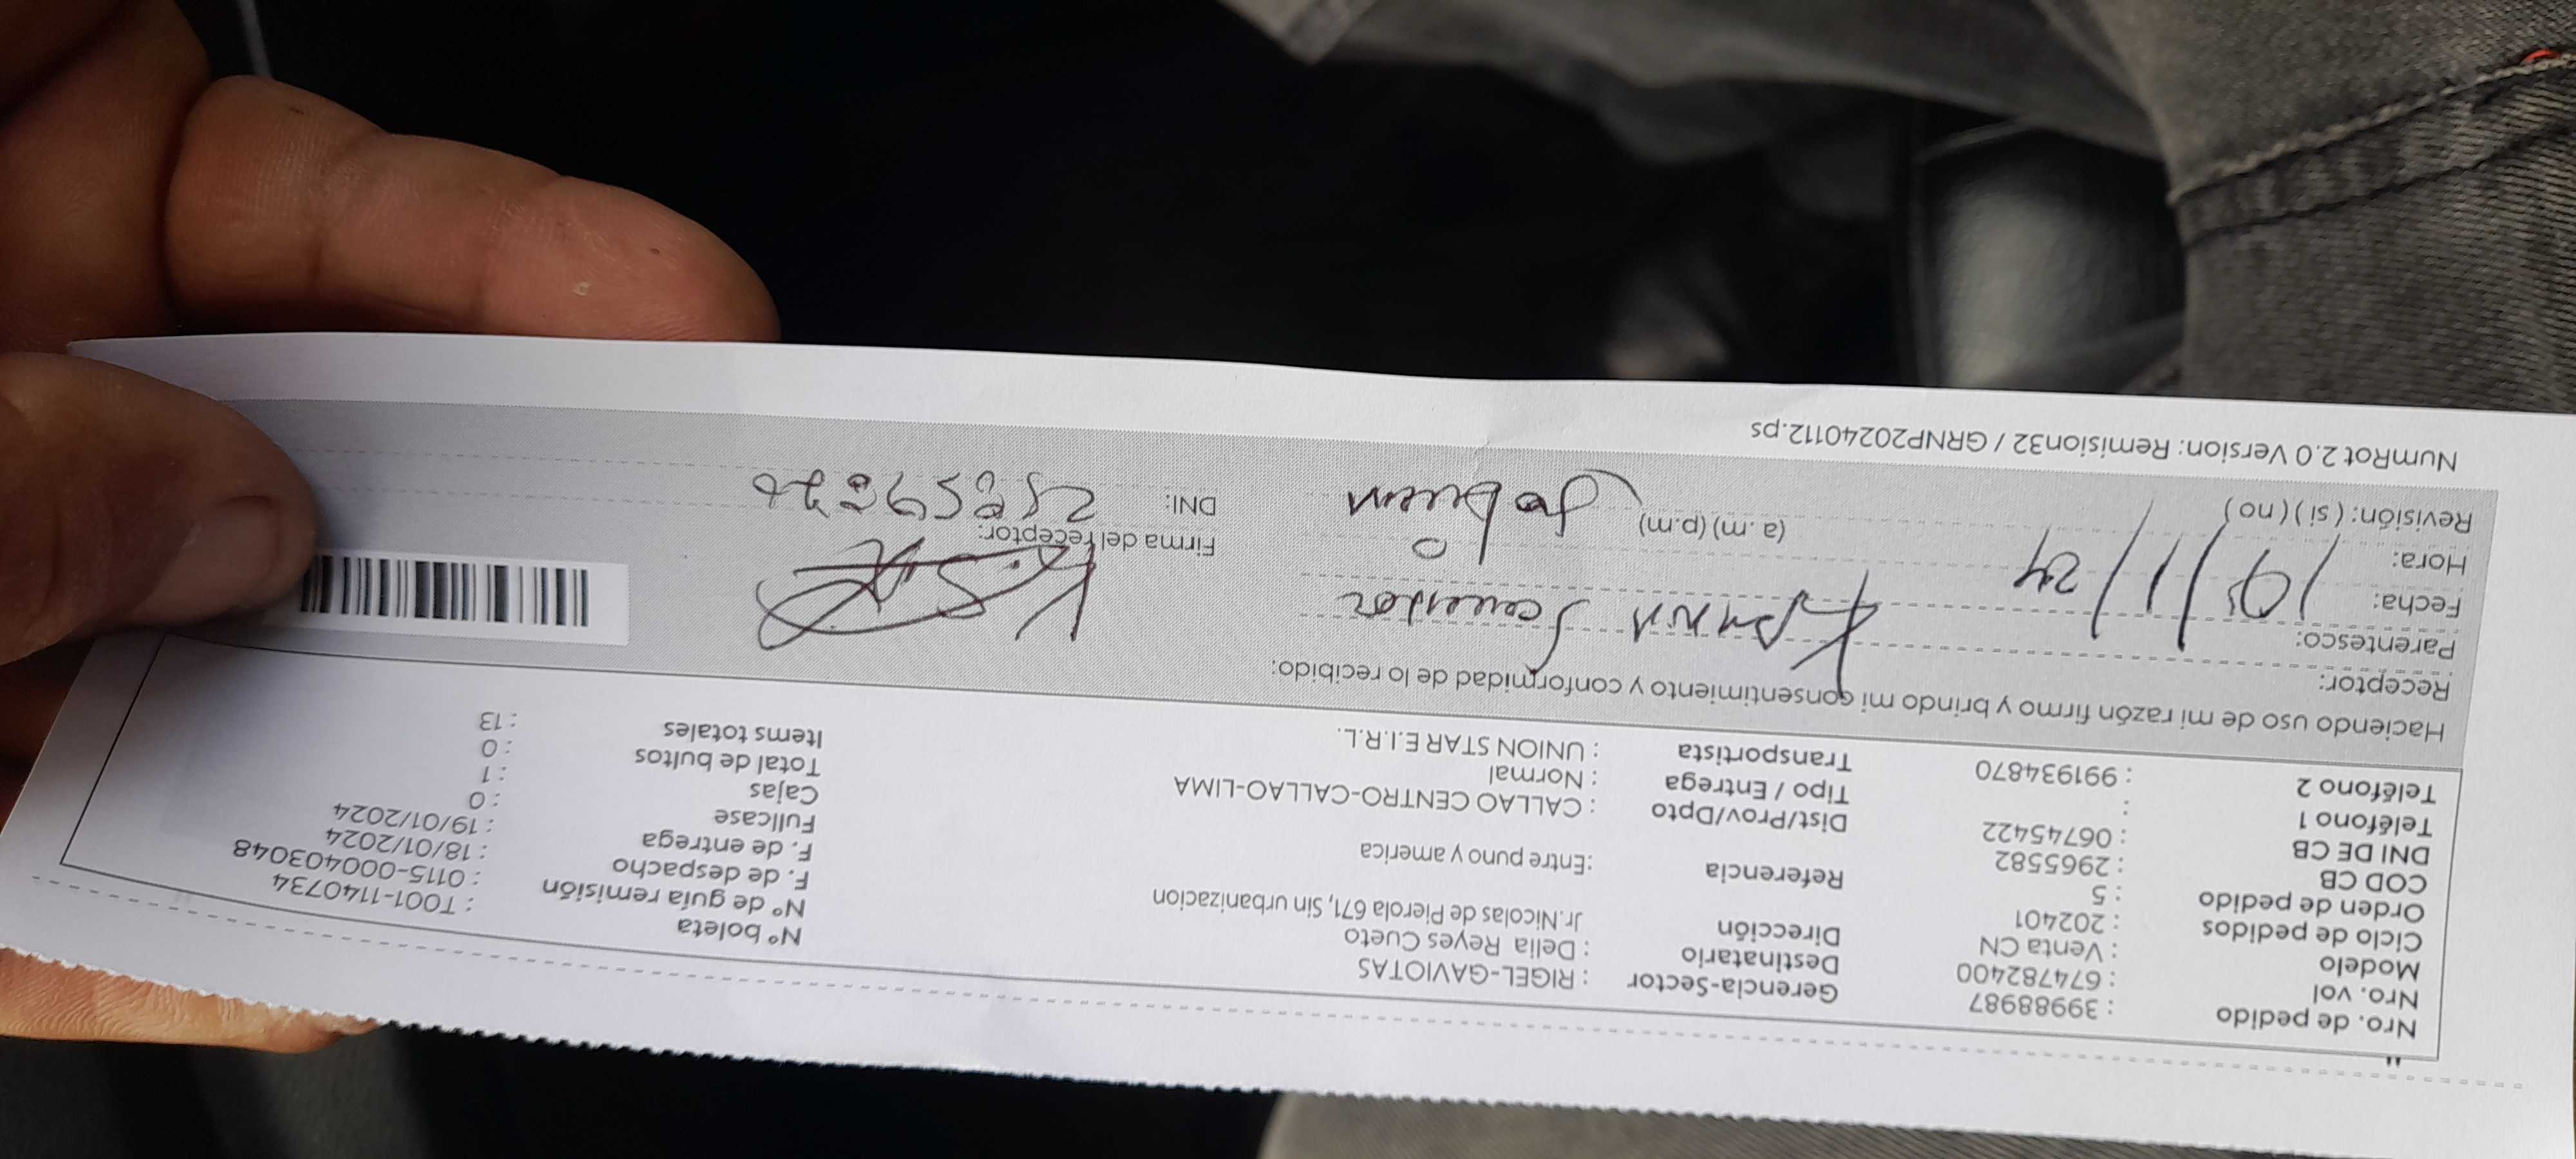 Nro. de pedido : 39988987 Gerencia-Sector : RIGEL-GAVIOTAS Nº boleta : T001-1140734
Nro. vol : 674782400 Destinatario : Delia Reyes Cueto Nº de guía remisión : 0115-000403048
Modelo : Venta CN Dirección Jr.Nicolas de Pierola 671, Sin urbanizacion F. de despacho : 18/01/2024
Ciclo de pedidos : 202401 F. de entrega : 19/01/2024
Orden de pedido : 5 Referencia :Entre puno y america Fullcase : 0
COD CB : 2965582 Dist/Prov/Dpto : CALLAO CENTRO-CALLAO-LIMA Cajas : 1
DNI DE CB : 06745422 Tipo / Entrega : Normal Total de bultos : 0
Teléfono 1 : Transportista : UNION STAR E.I.R.L. Items totales : 13
Teléfono 2 : 991934870
Haciendo uso de mi razón firmo y brindo mi consentimiento y conformidad de lo recibido:
Receptor:
Parentesco:
Fecha: 19/1/24
Hora: (a.m) (p.m) Firma del receptor:
Revisión: ( si ) ( no ) DNI:
NumRot 2.0 Version: Remision32 / GRNP20240112.ps